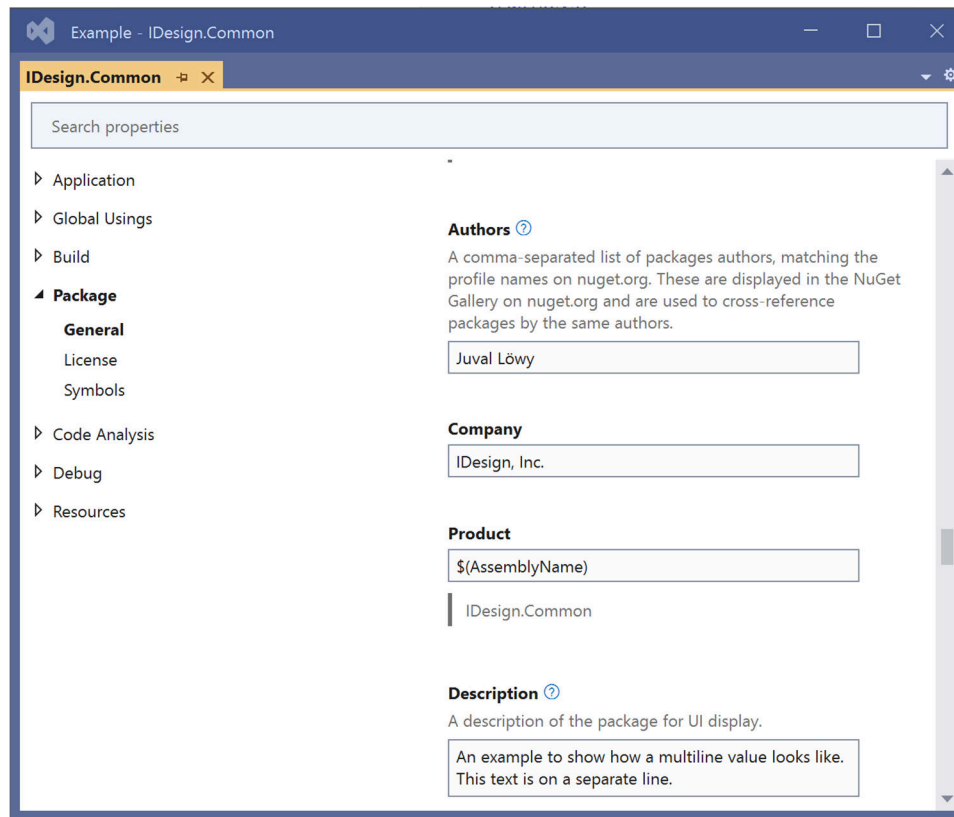 Example - IDesign.Common
IDesign.Common
Search properties
Application
Global Usings
Build
Package
General
License
Symbols
Code Analysis
Debug
Resources
Authors
A comma-separated list of packages authors, matching the
profile names on nuget.org. These are displayed in the NuGet
Gallery on nuget.org and are used to cross-reference
packages by the same authors.
Juval Löwy
Company
IDesign, Inc.
Product
$(AssemblyName)
IDesign.Common
Description
A description of the package for UI display.
An example to show how a multiline value looks like.
This text is on a separate line.